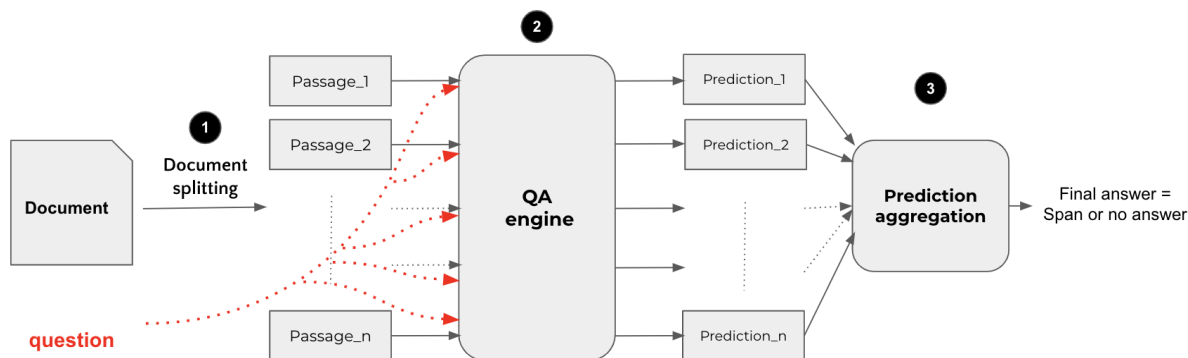 1
Document
splitting
Document
question
Passage_1
Passage_2
Passage_n
2
QA
engine
Prediction_1
Prediction_2
Prediction_n
3
Prediction
aggregation
Final answer =
Span or no answer